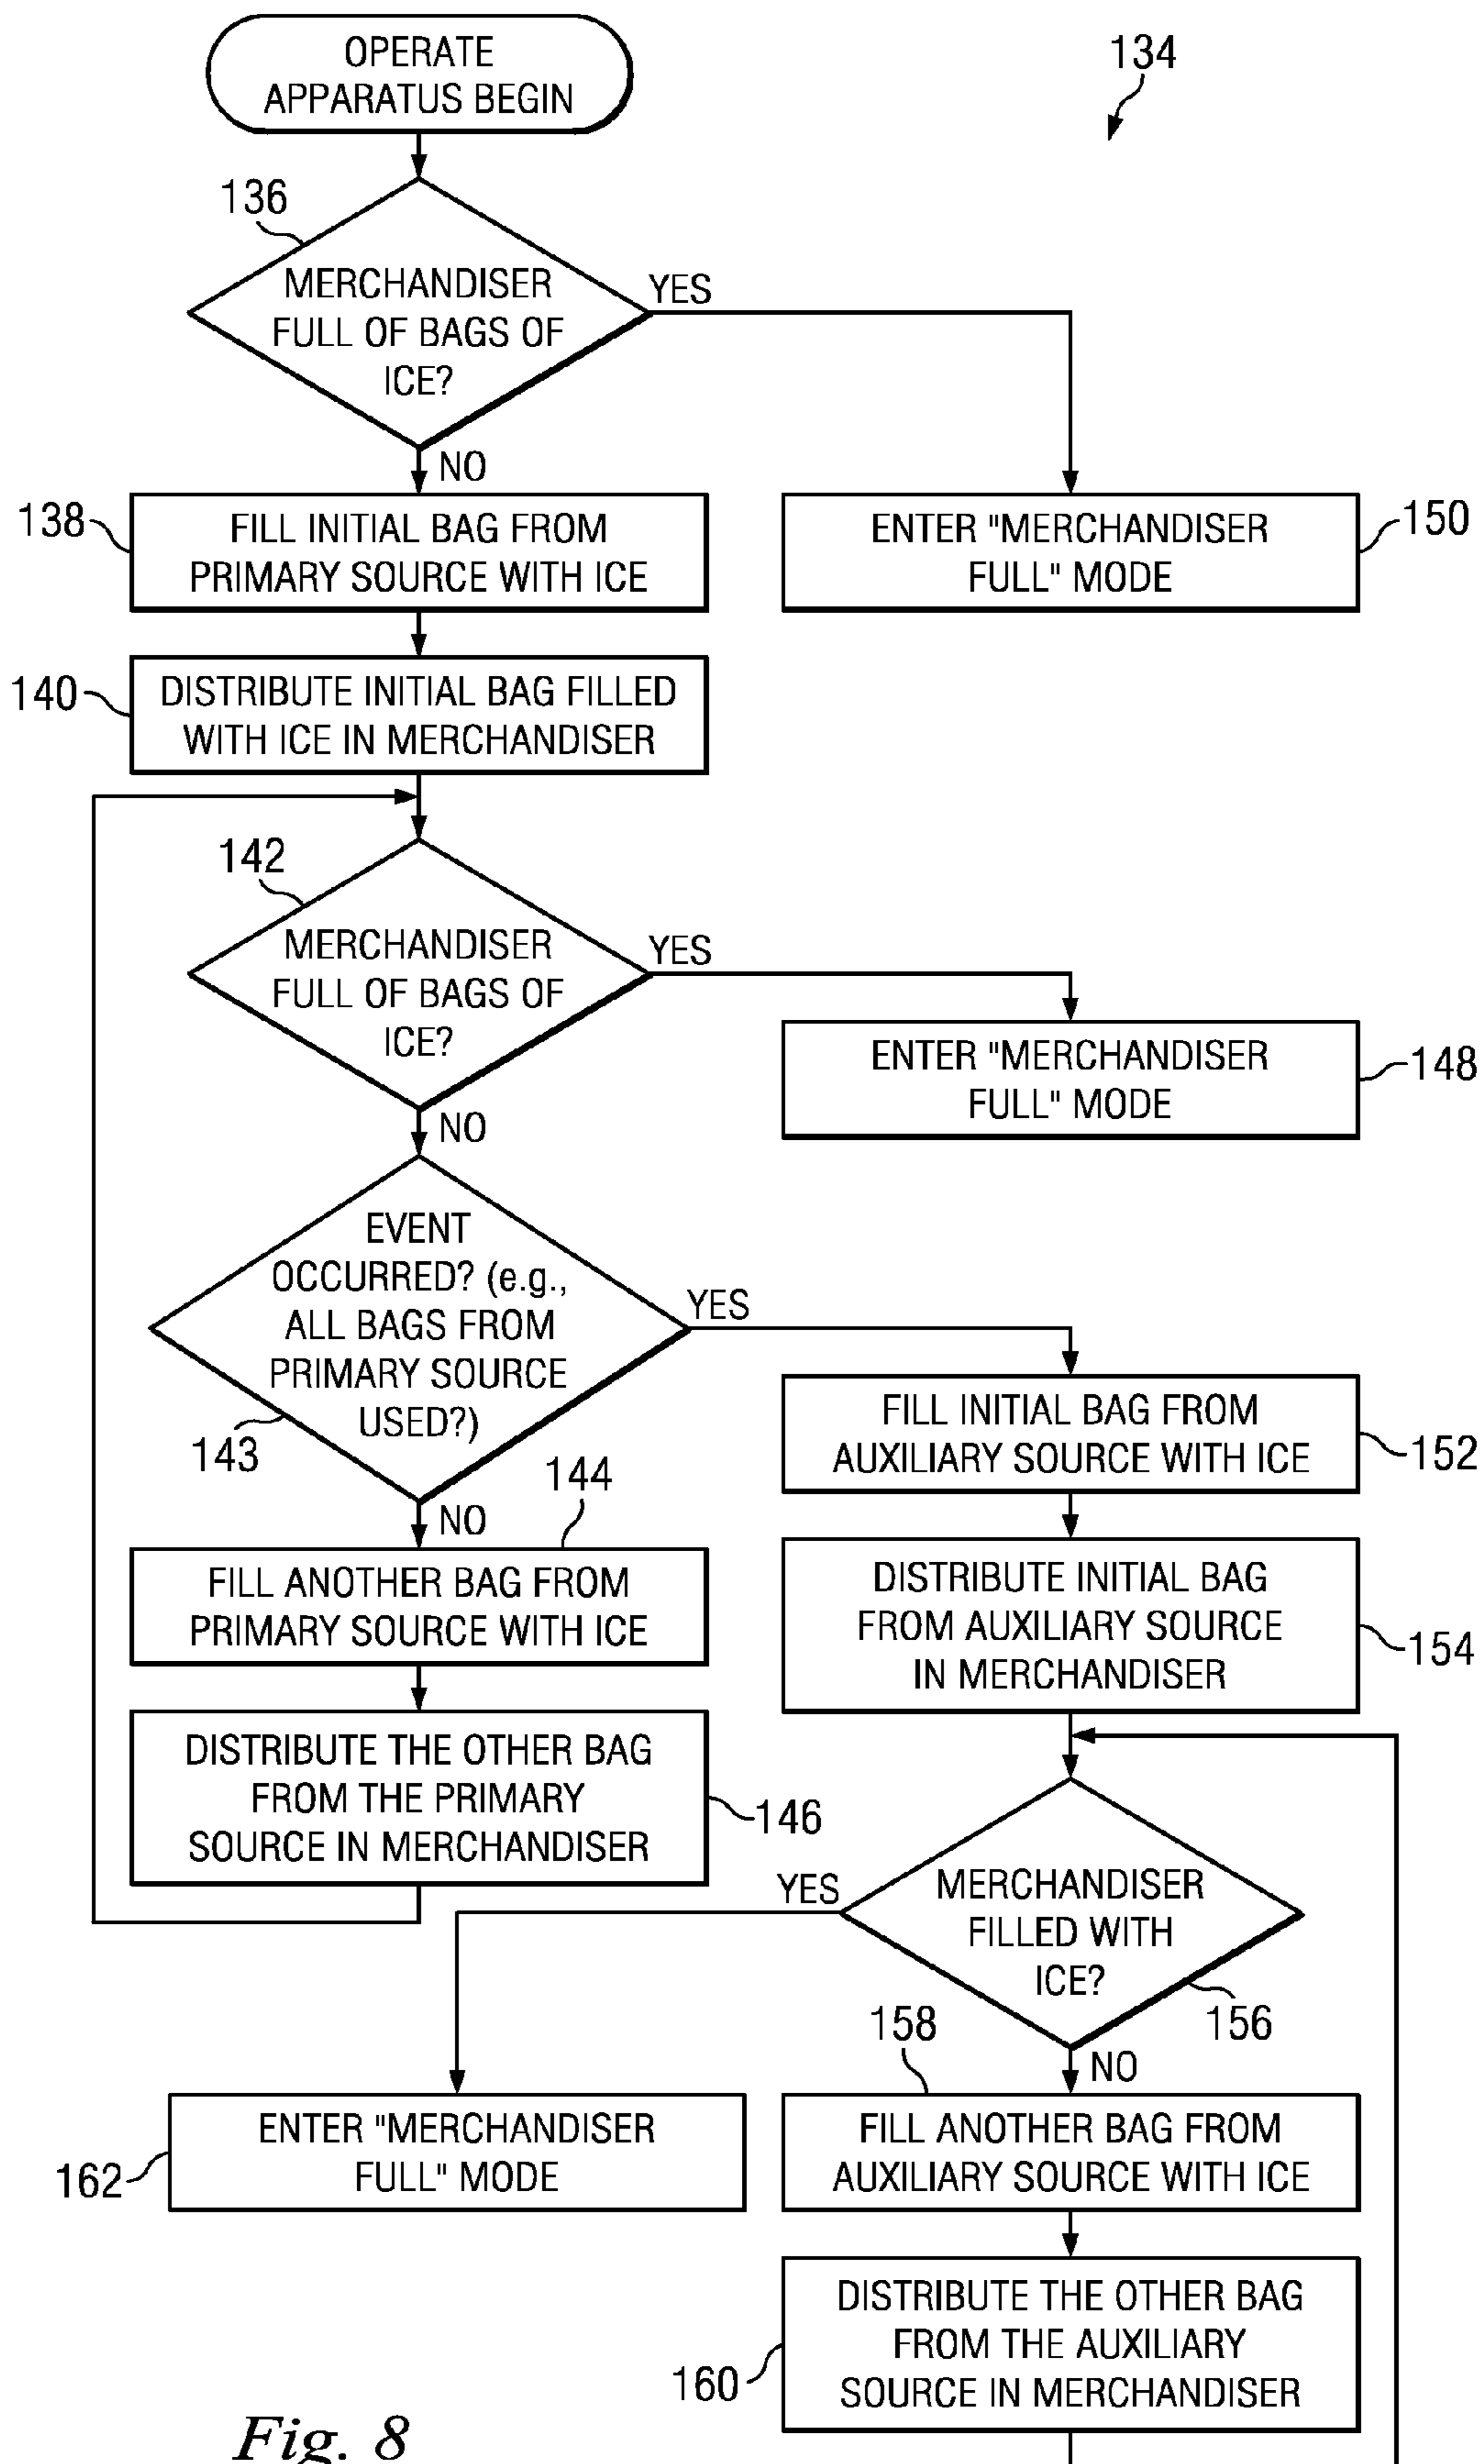 OPERATE
APPARATUS BEGIN
134
136
MERCHANDISER
FULL OF BAGS OF
ICE?
YES
NO
138
FILL INITIAL BAG FROM
PRIMARY SOURCE WITH ICE
ENTER "MERCHANDISER
FULL" MODE
150
140
DISTRIBUTE INITIAL BAG FILLED
WITH ICE IN MERCHANDISER
142
MERCHANDISER
FULL OF BAGS OF
ICE?
YES
ENTER "MERCHANDISER
FULL" MODE
148
NO
EVENT
OCCURRED? (e.g.,
ALL BAGS FROM
PRIMARY SOURCE
USED?)
YES
143
FILL INITIAL BAG FROM
AUXILIARY SOURCE WITH ICE
152
144
NO
FILL ANOTHER BAG FROM
PRIMARY SOURCE WITH ICE
DISTRIBUTE INITIAL BAG
FROM AUXILIARY SOURCE
IN MERCHANDISER
154
DISTRIBUTE THE OTHER BAG
FROM THE PRIMARY
SOURCE IN MERCHANDISER
146
YES
MERCHANDISER
FILLED WITH
ICE?
156
158
NO
ENTER "MERCHANDISER
FULL" MODE
162
FILL ANOTHER BAG FROM
AUXILIARY SOURCE WITH ICE
DISTRIBUTE THE OTHER BAG
FROM THE AUXILIARY
SOURCE IN MERCHANDISER
160
Fig. 8